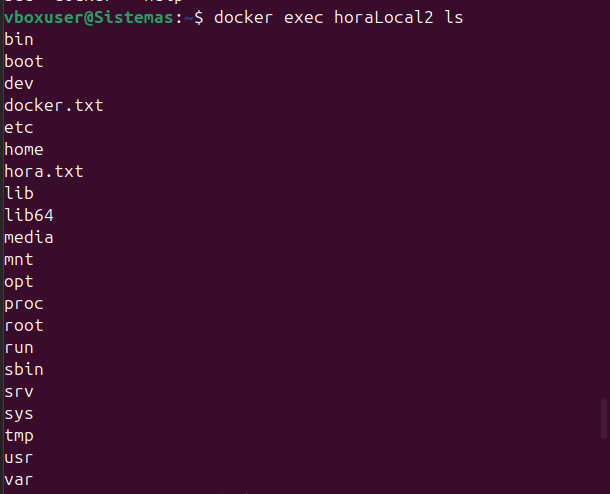 vboxuser@Sistemas:~$ docker exec horaLocal2 ls
bin
boot
dev
docker.txt
etc
home
hora.txt
lib
lib64
media
mnt
opt
proc
root
run
sbin
srv
sys
tmp
usr
var